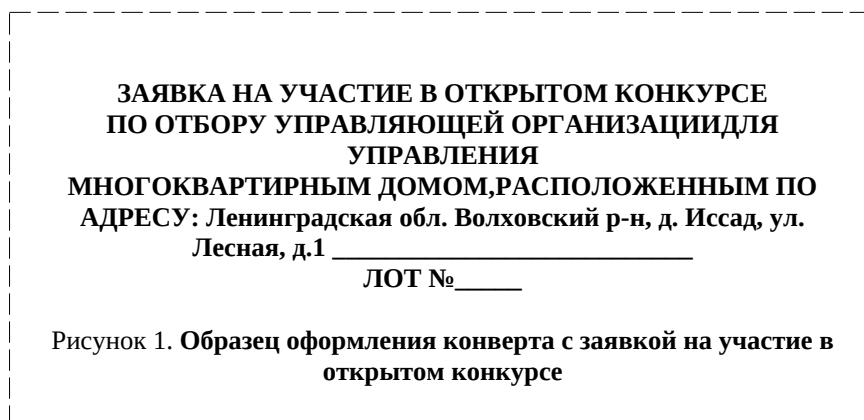 ЗАЯВКА НА УЧАСТИЕ В ОТКРЫТОМ КОНКУРСЕ
ПО ОТБОРУ УПРАВЛЯЮЩЕЙ ОРГАНИЗАЦИИДЛЯ
УПРАВЛЕНИЯ
МНОГОКВАРТИРНЫМ ДОМОМ,РАСПОЛОЖЕННЫМ ПО
АДРЕСУ: Ленинградская обл. Волховский р-н, д. Иссад, ул.
Лесная, д.1 ___________________________
ЛОТ №_____
Рисунок 1. Образец оформления конверта с заявкой на участие в
открытом конкурсе